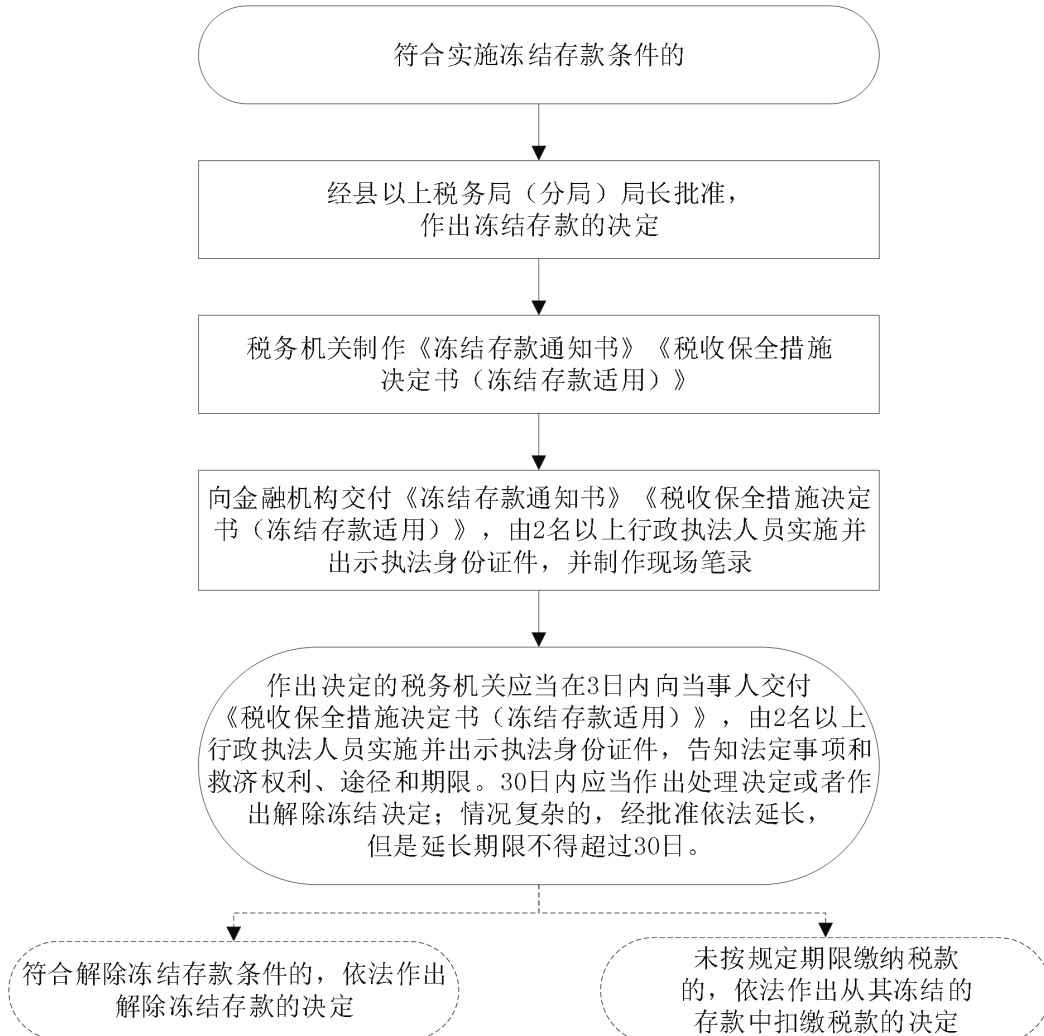 符合实施冻结存款条件的
经县以上税务局（分局）局长批准，
作出冻结存款的决定
税务机关制作《冻结存款通知书》《税收保全措施
决定书（冻结存款适用）》
向金融机构交付《冻结存款通知书》《税收保全措施决定
书（冻结存款适用）》，由2名以上行政执法人员实施并
出示执法身份证件，并制作现场笔录
作出决定的税务机关应当在3日内向当事人交付
《税收保全措施决定书（冻结存款适用）》，由2名以上
行政执法人员实施并出示执法身份证件，告知法定事项和
救济权利、途径和期限。30日内应当作出处理决定或者作
出解除冻结决定；情况复杂的，经批准依法延长，
但是延长期限不得超过30日。
符合解除冻结存款条件的，依法作出
解除冻结存款的决定
未按规定期限缴纳税款
的，依法作出从其冻结的
存款中扣缴税款的决定